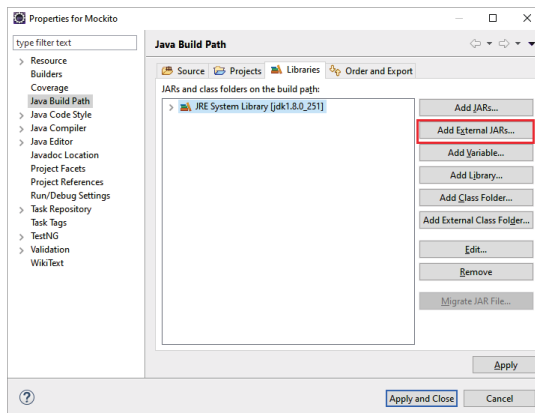 Properties for Mockito
type filter text
Java Build Path
Resource
Builders
Coverage
Java Build Path
Java Code Style
Java Compiler
Java Editor
Javadoc Location
Project Facets
Project References
Run/Debug Settings
Task Repository
Task Tags
TestNG
Validation
WikiText
Source
Projects
Libraries
Order and Export
JARs and class folders on the build path:
JRE System Library [jdk1.8.0_251]
Add JARs...
Add External JARs...
Add Variable...
Add Library...
Add Class Folder...
Add External Class Folder...
Edit...
Remove
Migrate JAR File...
Apply
?
Apply and Close
Cancel